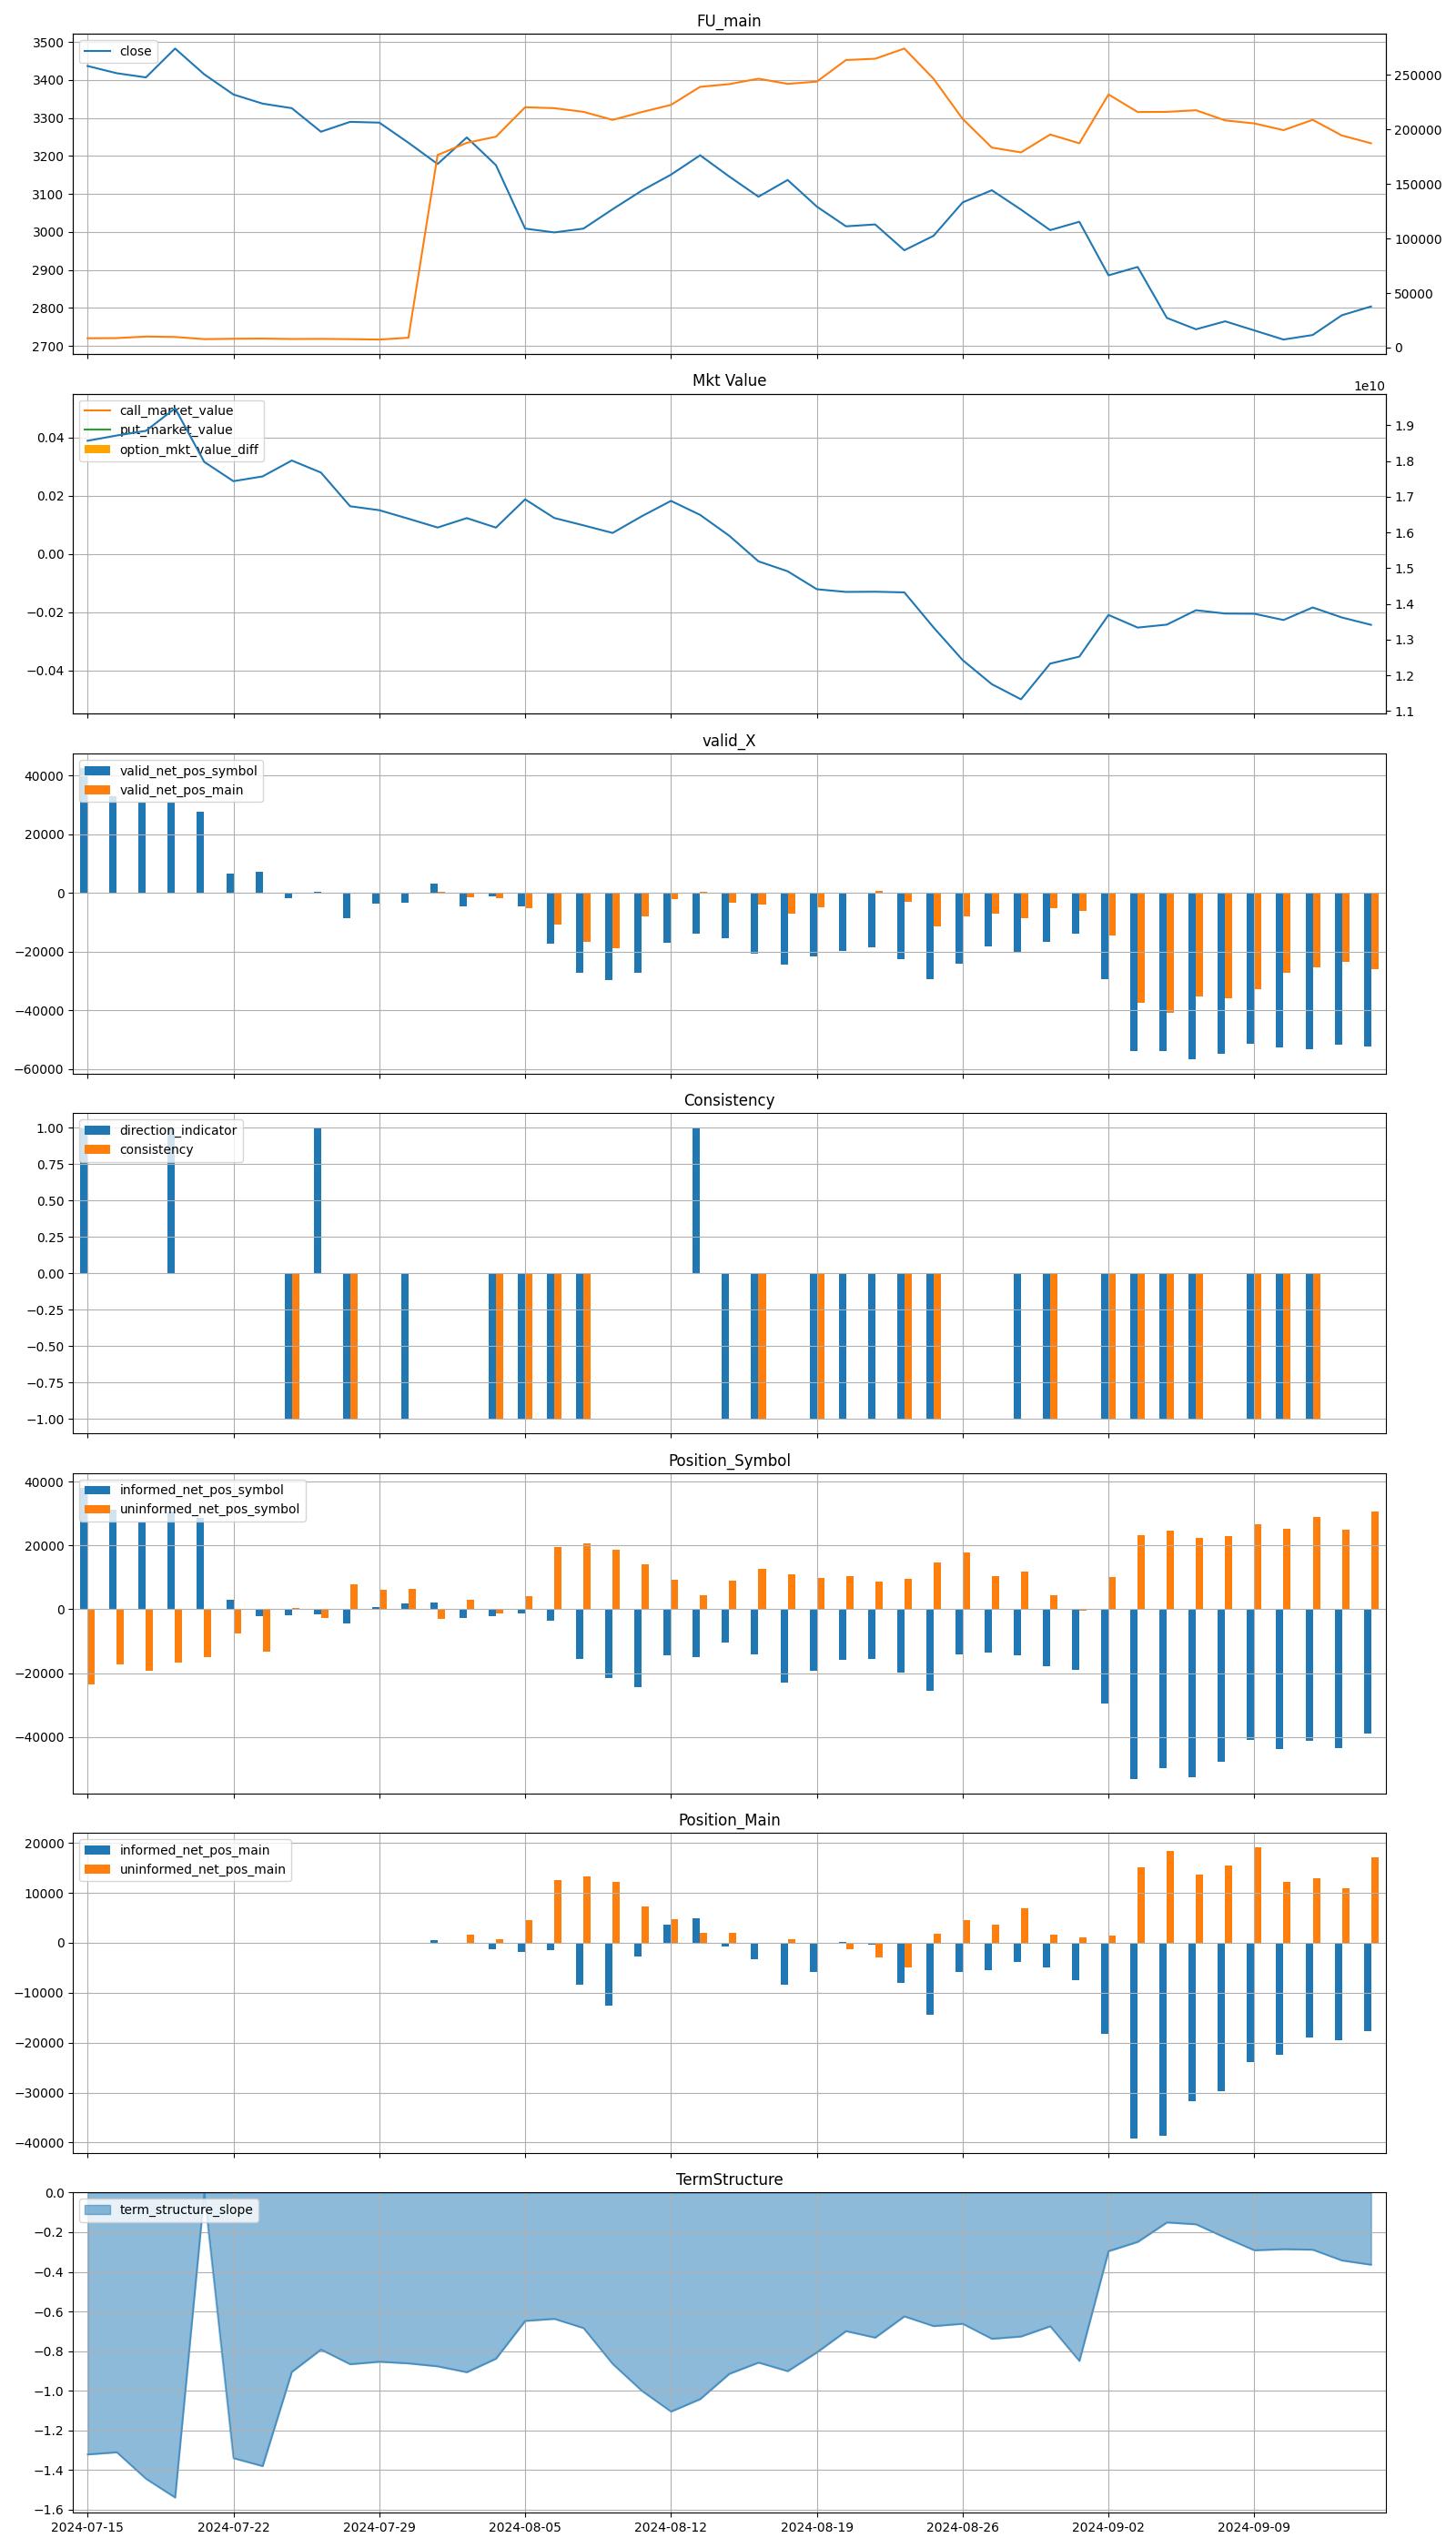 FU_main
close
3500
3400
3300
3200
3100
3000
2900
2800
2700
250000
200000
150000
100000
50000
0
Mkt Value
1e10
call_market_value
put_market_value
option_mkt_value_diff
0.04
0.02
0.00
−0.02
−0.04
1.9
1.8
1.7
1.6
1.5
1.4
1.3
1.2
1.1
valid_X
valid_net_pos_symbol
valid_net_pos_main
40000
20000
0
−20000
−40000
−60000
Consistency
direction_indicator
consistency
1.00
0.75
0.50
0.25
0.00
−0.25
−0.50
−0.75
−1.00
Position_Symbol
informed_net_pos_symbol
uninformed_net_pos_symbol
40000
20000
0
−20000
−40000
Position_Main
informed_net_pos_main
uninformed_net_pos_main
20000
10000
0
−10000
−20000
−30000
−40000
TermStructure
term_structure_slope
0.0
−0.2
−0.4
−0.6
−0.8
−1.0
−1.2
−1.4
−1.6
2024-07-15 2024-07-22 2024-07-29 2024-08-05 2024-08-12 2024-08-19 2024-08-26 2024-09-02 2024-09-09